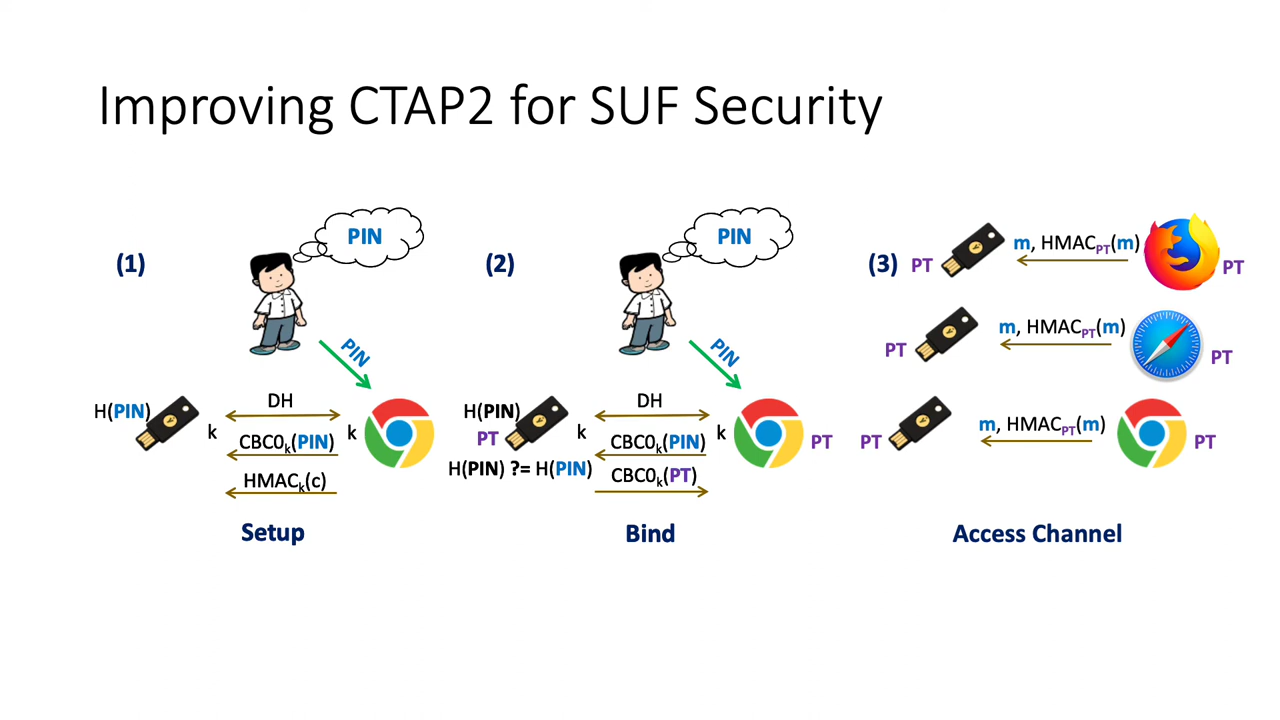 Improving CTAP2 for SUF Security
(1)
PIN
PIN
H(PIN)
DH
k
k
CBC0k(PIN)
HMACk(c)
Setup
(2)
PIN
PIN
H(PIN)
PT
DH
k
k
CBC0k(PIN)
PT
H(PIN) ?= H(PIN)
CBC0k(PT)
Bind
(3)
PT
m, HMACPT(m)
PT
PT
m, HMACPT(m)
PT
PT
m, HMACPT(m)
PT
Access Channel